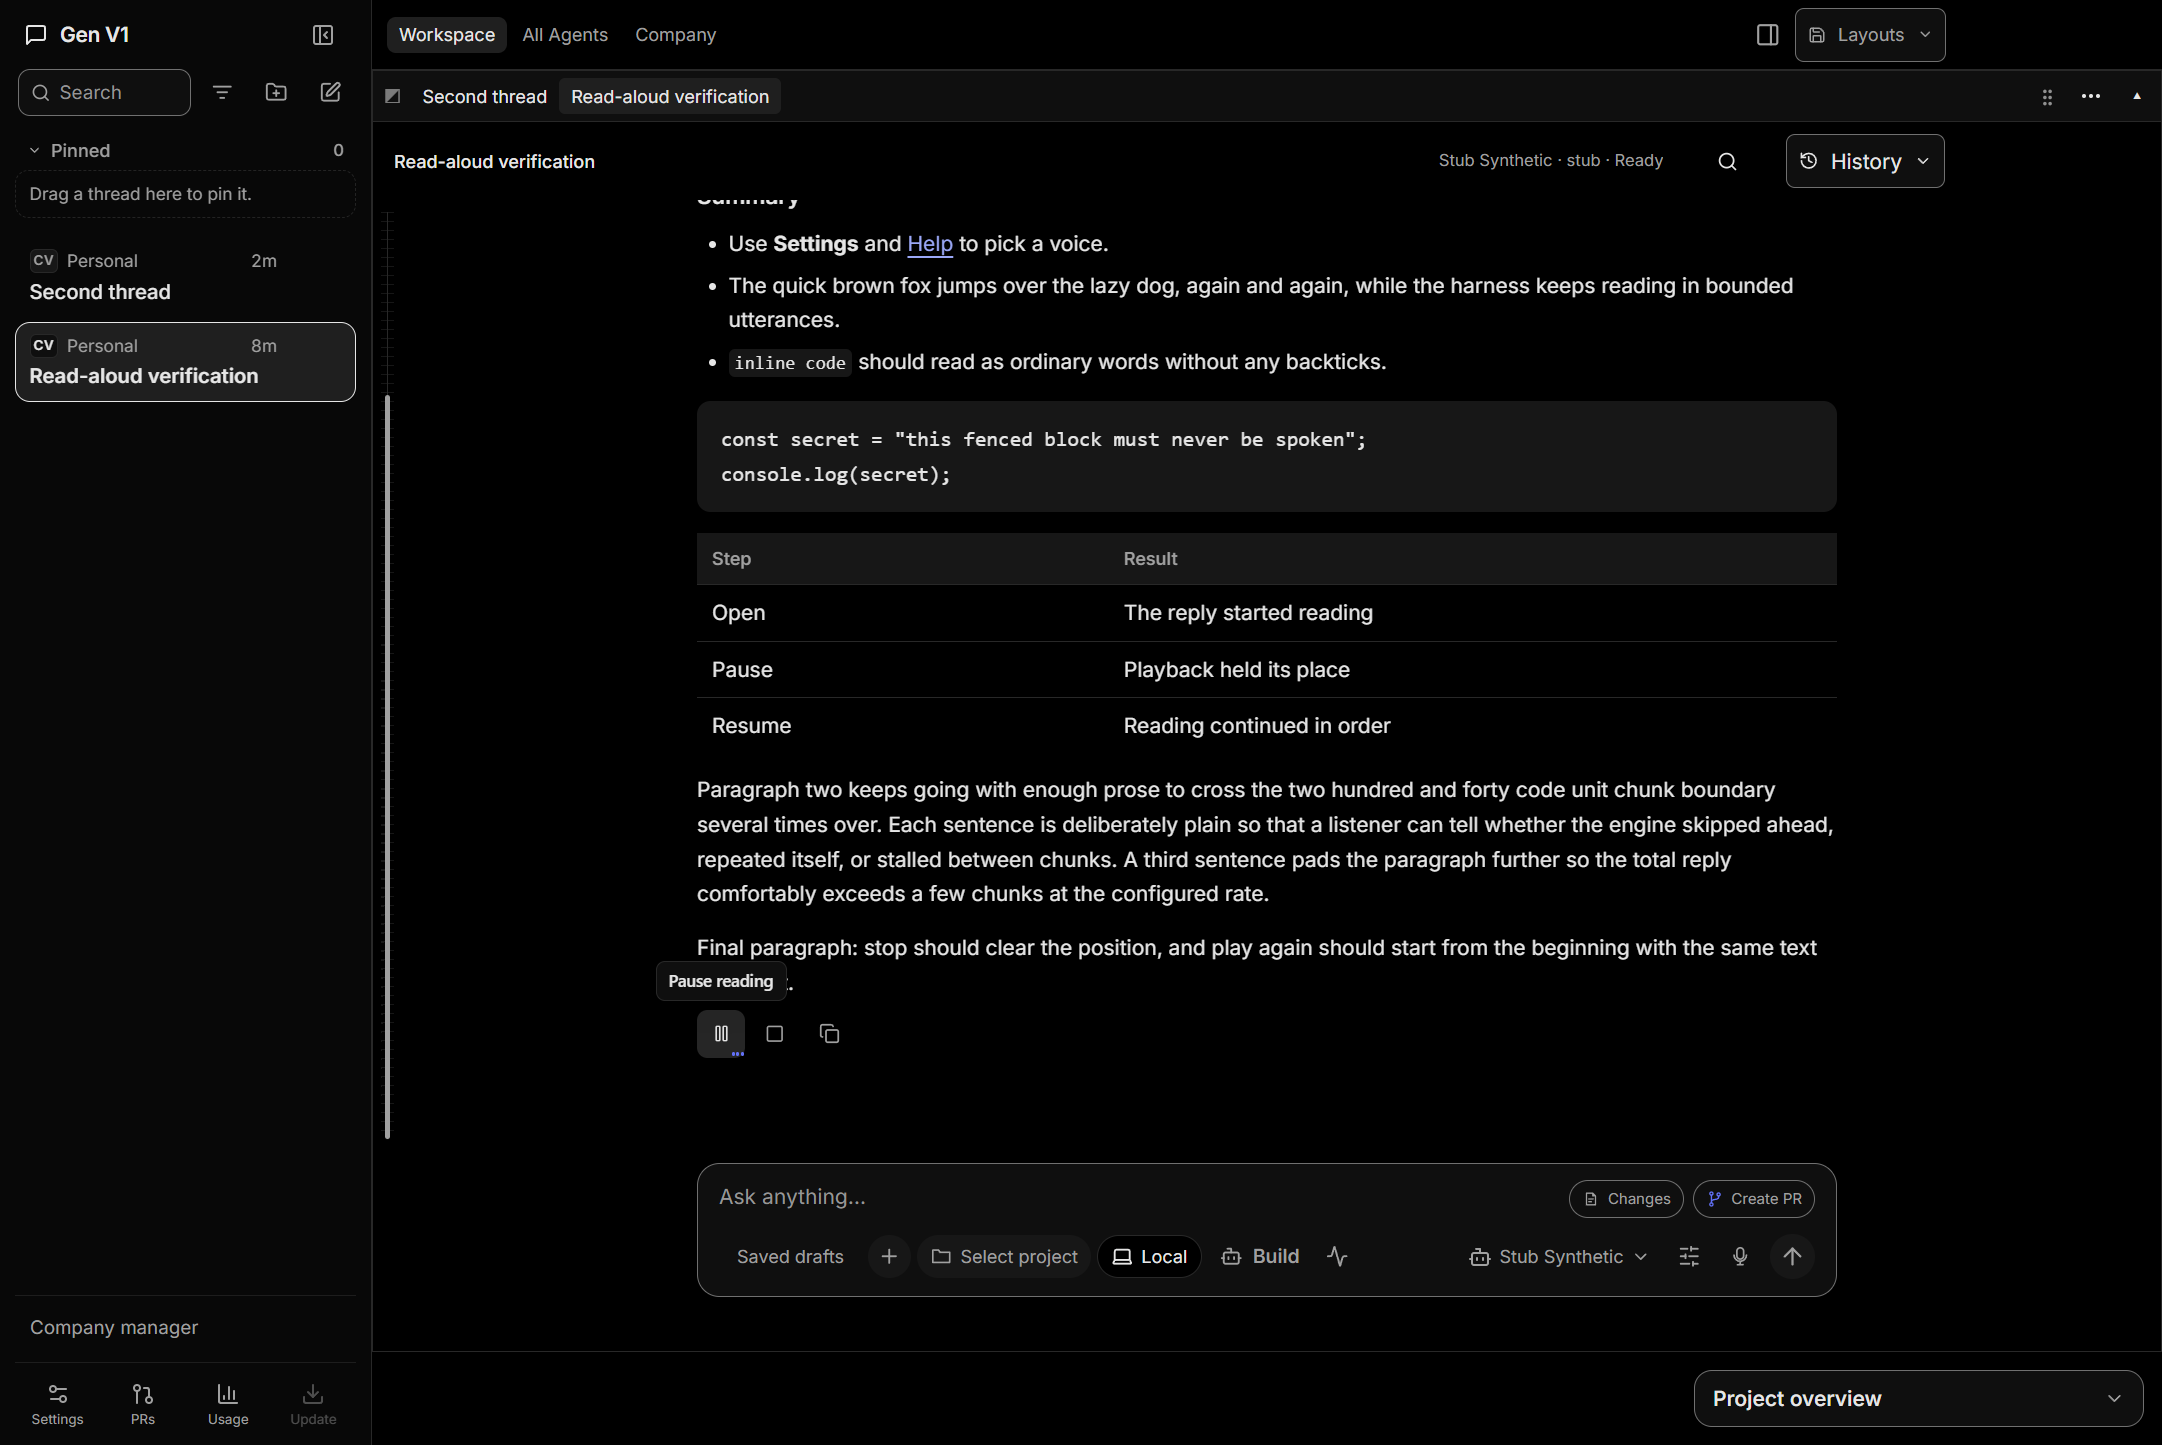 Gen V1
Workspace
All Agents
Company
Layouts
Search
Second thread
Read-aloud verification
Pinned
0
Drag a thread here to pin it.
Read-aloud verification
Stub Synthetic · stub · Ready
History
CV Personal 2m
Second thread
CV Personal 8m
Read-aloud verification
Summary
• Use Settings and Help to pick a voice.
• The quick brown fox jumps over the lazy dog, again and again, while the harness keeps reading in bounded
utterances.
• inline code should read as ordinary words without any backticks.
const secret = "this fenced block must never be spoken";
console.log(secret);
Step Result
Open The reply started reading
Pause Playback held its place
Resume Reading continued in order
Paragraph two keeps going with enough prose to cross the two hundred and forty code unit chunk boundary
several times over. Each sentence is deliberately plain so that a listener can tell whether the engine skipped ahead,
repeated itself, or stalled between chunks. A third sentence pads the paragraph further so the total reply
comfortably exceeds a few chunks at the configured rate.
Final paragraph: stop should clear the position, and play again should start from the beginning with the same text
Pause reading
Ask anything...
Changes
Create PR
Saved drafts
Select project
Local
Build
Stub Synthetic
Company manager
Settings
PRs
Usage
Update
Project overview